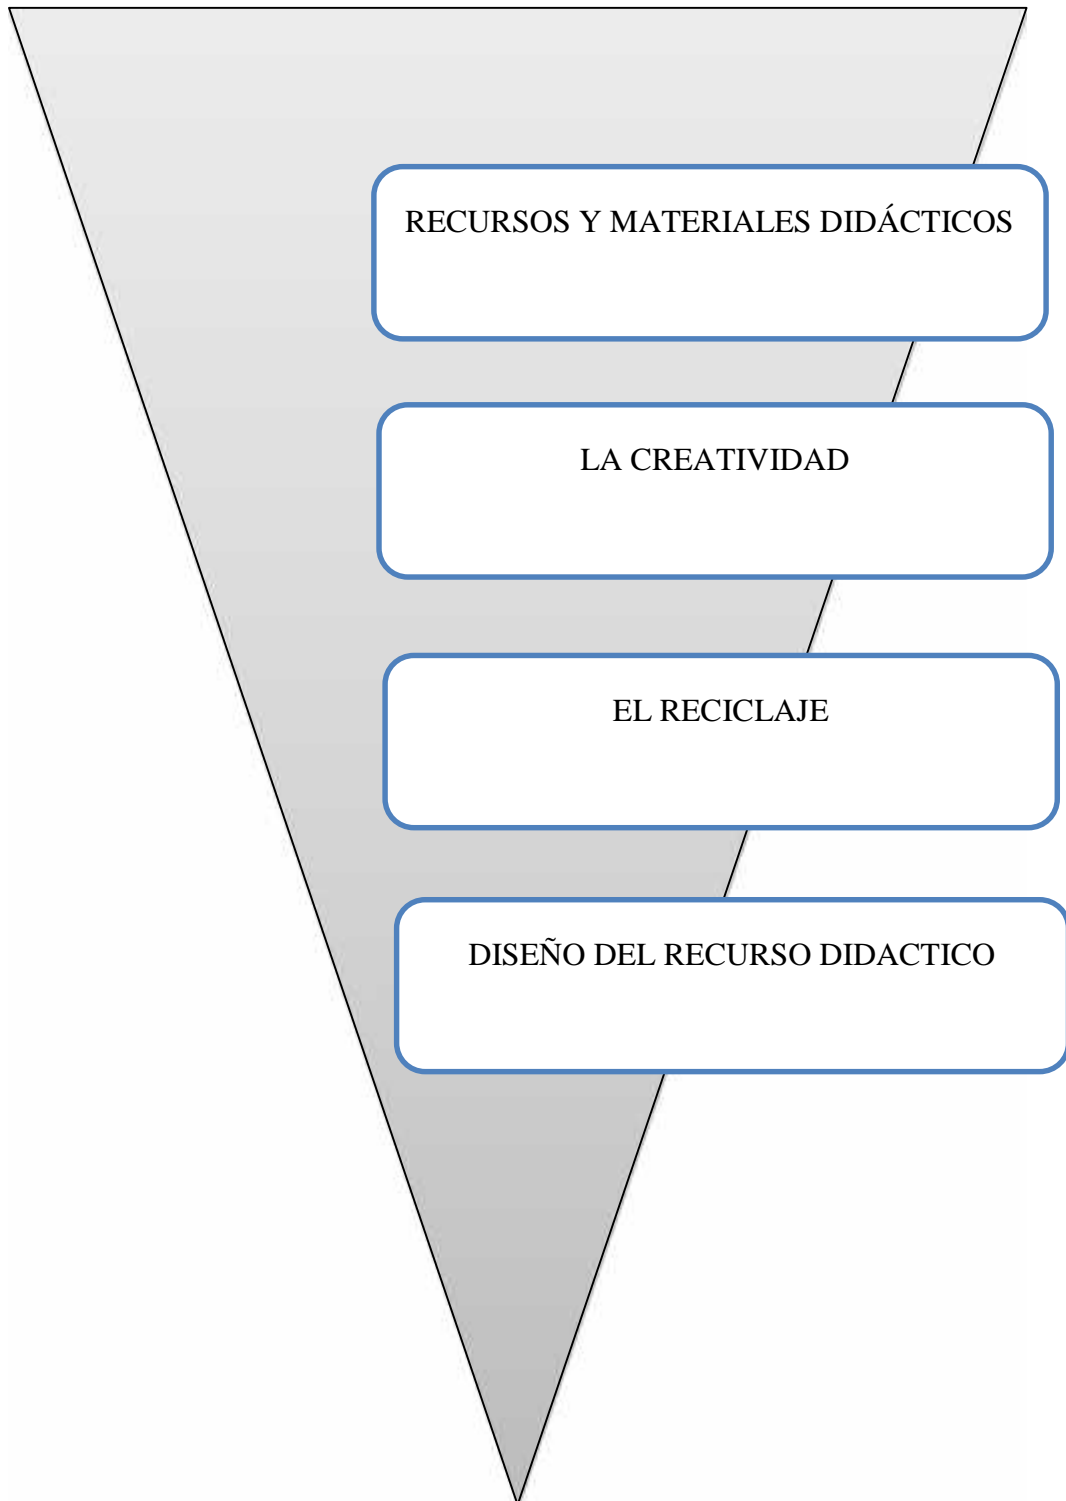 RECURSOS Y MATERIALES DIDÁCTICOS
LA CREATIVIDAD
EL RECICLAJE
DISEÑO DEL RECURSO DIDACTICO